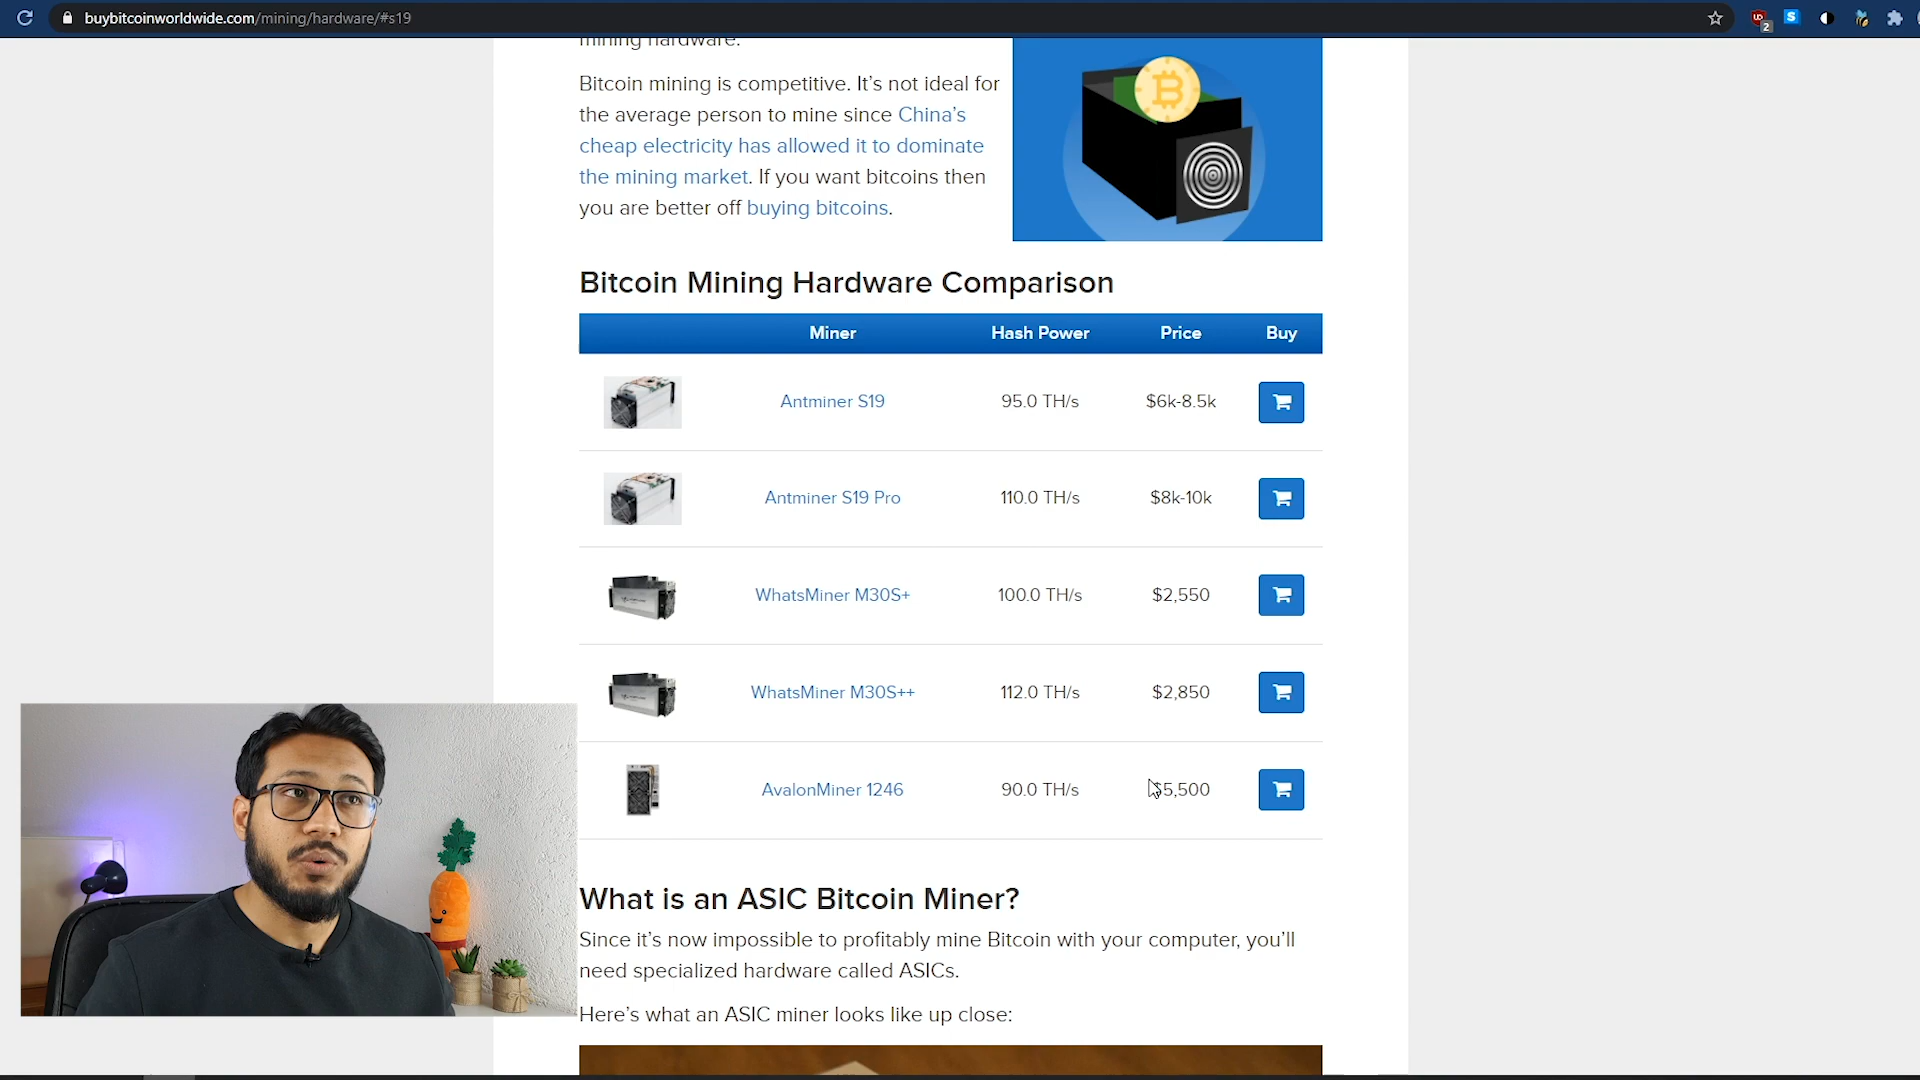 buybitcoinworldwide.com/mining/hardware/#s19
mining hardware.
Bitcoin mining is competitive. It's not ideal for
the average person to mine since China's
cheap electricity has allowed it to dominate
the mining market. If you want bitcoins then
you are better off buying bitcoins.
Bitcoin Mining Hardware Comparison
Miner Hash Power Price Buy
Antminer S19 95.0 TH/s $6k-8.5k
Antminer S19 Pro 110.0 TH/s $8k-10k
WhatsMiner M30S+ 100.0 TH/s $2,550
WhatsMiner M30S++ 112.0 TH/s $2,850
AvalonMiner 1246 90.0 TH/s $5,500
What is an ASIC Bitcoin Miner?
Since it's now impossible to profitably mine Bitcoin with your computer, you'll
need specialized hardware called ASICs.
Here's what an ASIC miner looks like up close: